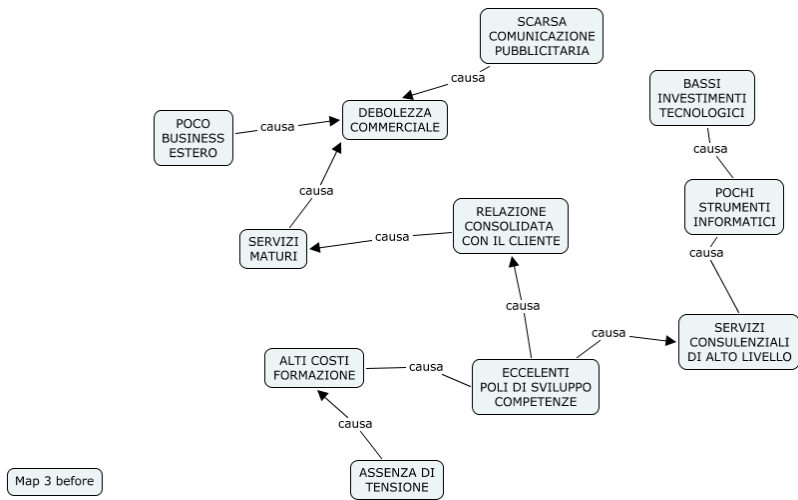 SCARSA
COMUNICAZIONE
PUBBLICITARIA
causa
BASSI
INVESTIMENTI
TECNOLOGICI
POCO
BUSINESS
ESTERO
causa
DEBOLEZZA
COMMERCIALE
causa
causa
POCHI
STRUMENTI
INFORMATICI
RELAZIONE
CONSOLIDATA
CON IL CLIENTE
causa
SERVIZI
MATURI
causa
causa
causa
SERVIZI
CONSULENZIALI
DI ALTO LIVELLO
ALTI COSTI
FORMAZIONE
causa
ECCELENTI
POLI DI SVILUPPO
COMPETENZE
causa
ASSENZA DI
TENSIONE
Map 3 before